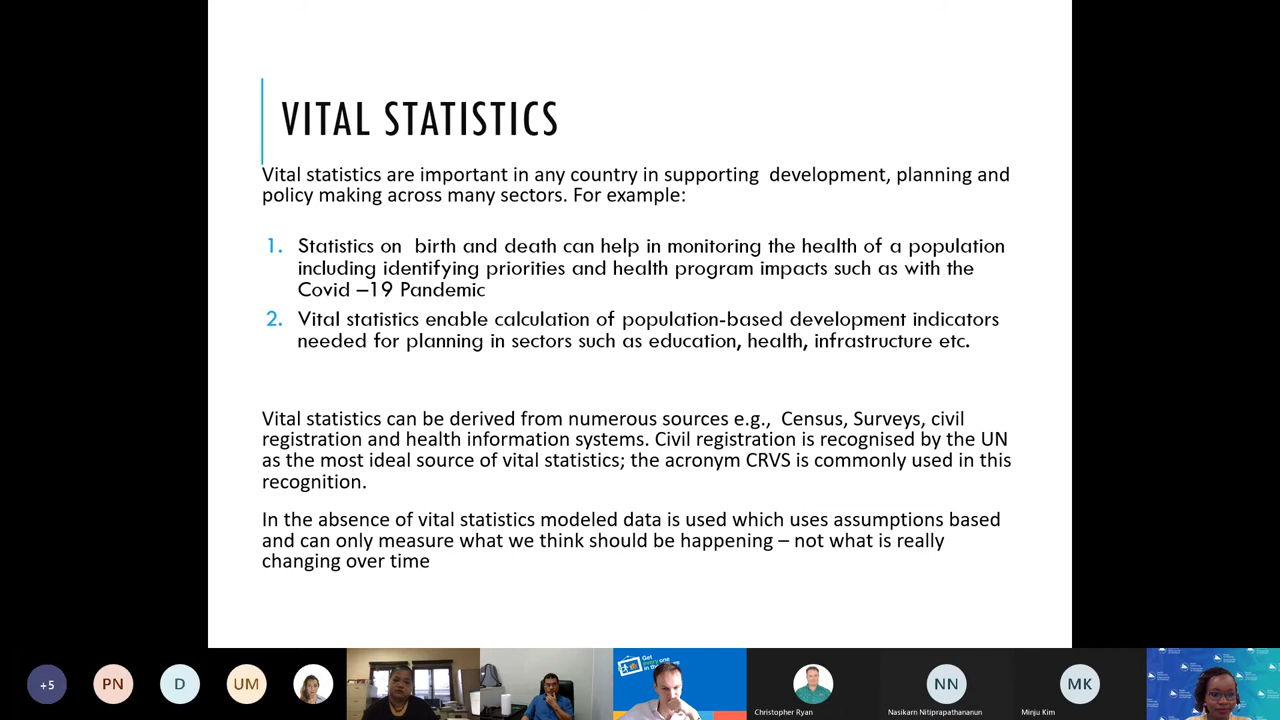 VITAL STATISTICS
Vital statistics are important in any country in supporting development, planning and
policy making across many sectors. For example:
1. Statistics on birth and death can help in monitoring the health of a population
including identifying priorities and health program impacts such as with the
Covid –19 Pandemic
2. Vital statistics enable calculation of population-based development indicators
needed for planning in sectors such as education, health, infrastructure etc.
Vital statistics can be derived from numerous sources e.g., Census, Surveys, civil
registration and health information systems. Civil registration is recognised by the UN
as the most ideal source of vital statistics; the acronym CRVS is commonly used in this
recognition.
In the absence of vital statistics modeled data is used which uses assumptions based
and can only measure what we think should be happening – not what is really
changing over time
+5
PN
D
UM
Get
every one
in the
Christopher Ryan
NN
Nasikarn Nitiprapathananun
MK
Minju Kim